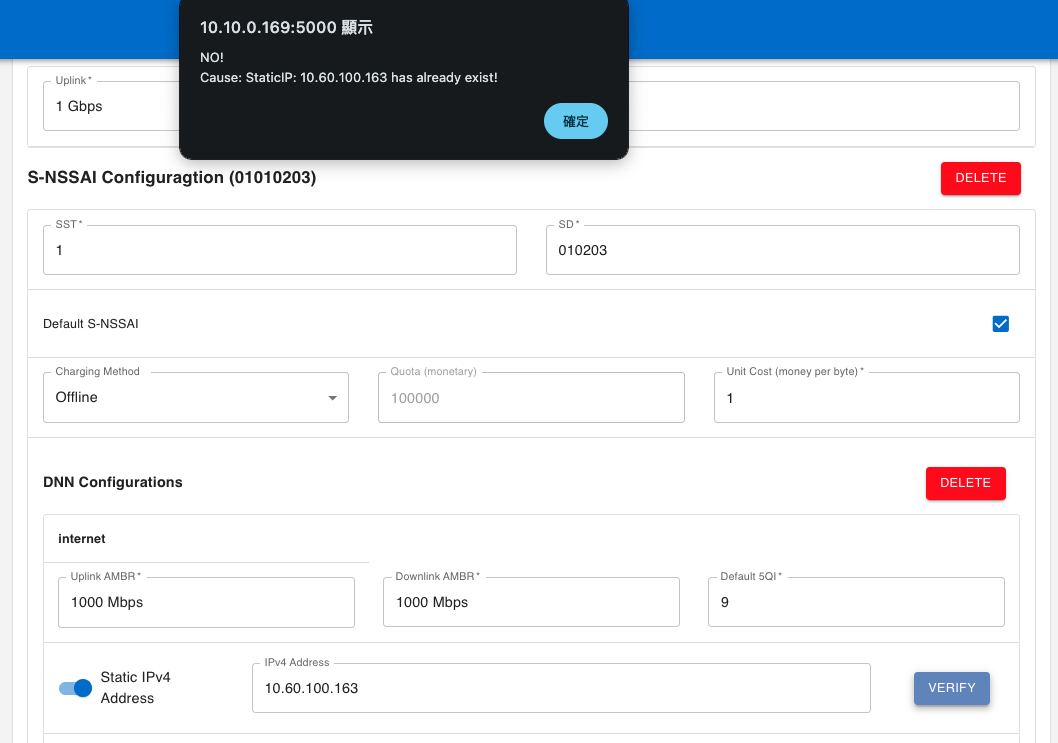 10.10.0.169:5000 顯示
NO!
Cause: StaticIP: 10.60.100.163 has already exist!
確定
Uplink*
1 Gbps
S-NSSAI Configuragtion (01010203)
DELETE
SST*
1
SD*
010203
Default S-NSSAI
Charging Method
Offline
Quota (monetary)
100000
Unit Cost (money per byte)*
1
DNN Configurations
DELETE
internet
Uplink AMBR*
1000 Mbps
Downlink AMBR*
1000 Mbps
Default 5QI*
9
Static IPv4
Address
IPv4 Address
10.60.100.163
VERIFY